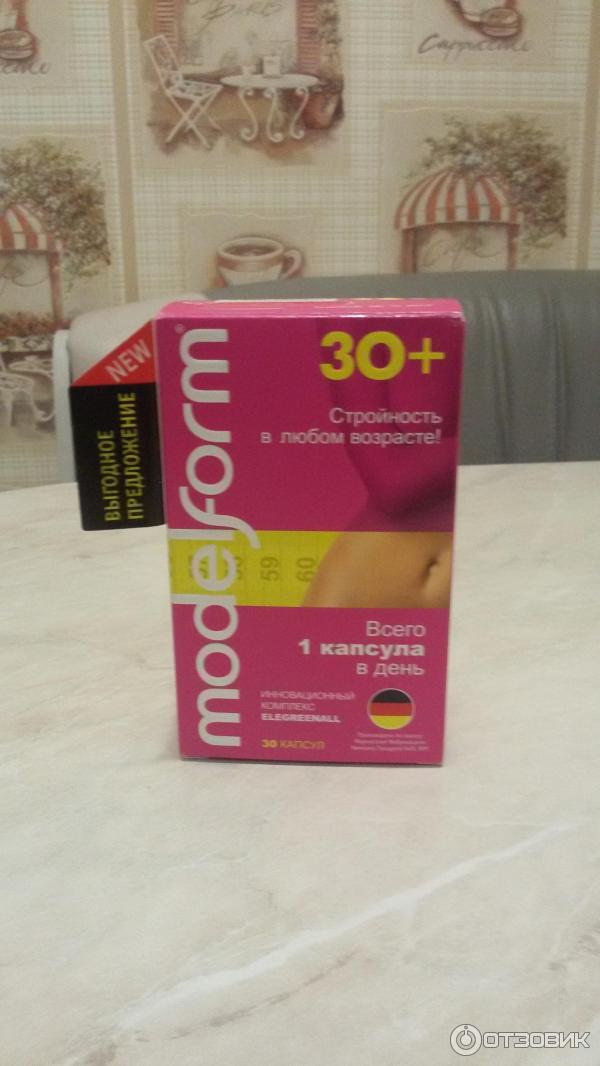 Cappuccino
NEW
ВЫГОДНОЕ
ПРЕДЛОЖЕНИЕ
modelform®
30+
Стройность
в любом возрасте!
59
60
Всего
1 капсула
в день
ИННОВАЦИОННЫЙ
КОМПЛЕКС
ELEGREENALL
30 КАПСУЛ
ОТЗОВИК